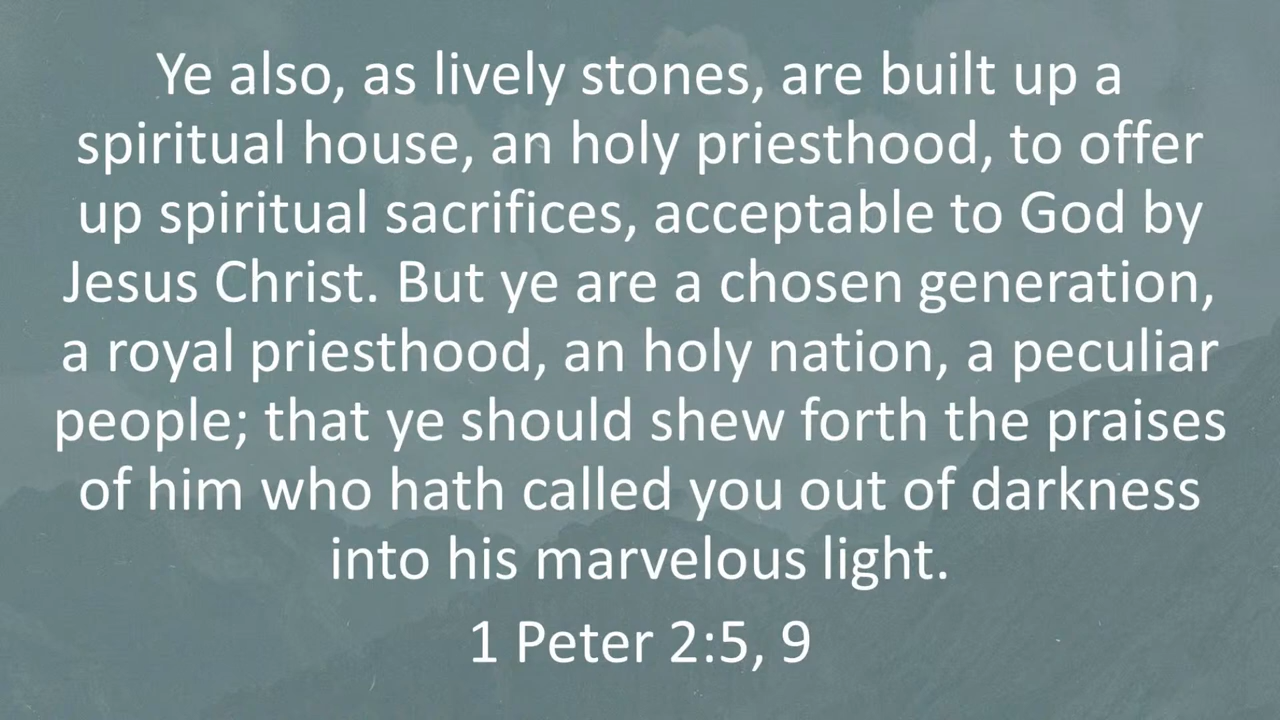 Ye also, as lively stones, are built up a
spiritual house, an holy priesthood, to offer
up spiritual sacrifices, acceptable to God by
Jesus Christ. But ye are a chosen generation,
a royal priesthood, an holy nation, a peculiar
people; that ye should shew forth the praises
of him who hath called you out of darkness
into his marvelous light.
1 Peter 2:5, 9